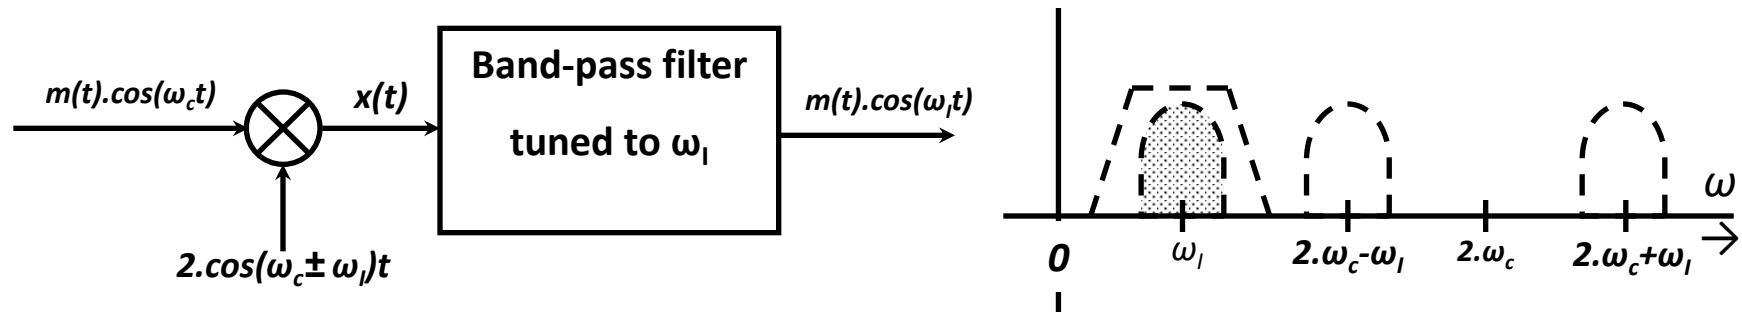 m(t).cos(ω_c t)
x(t)
Band-pass filter
tuned to ω_I
m(t).cos(ω_I t)
2.cos(ω_c ± ω_I)t
ω
0
ω_I
2.ω_c-ω_I
2.ω_c
2.ω_c+ω_I